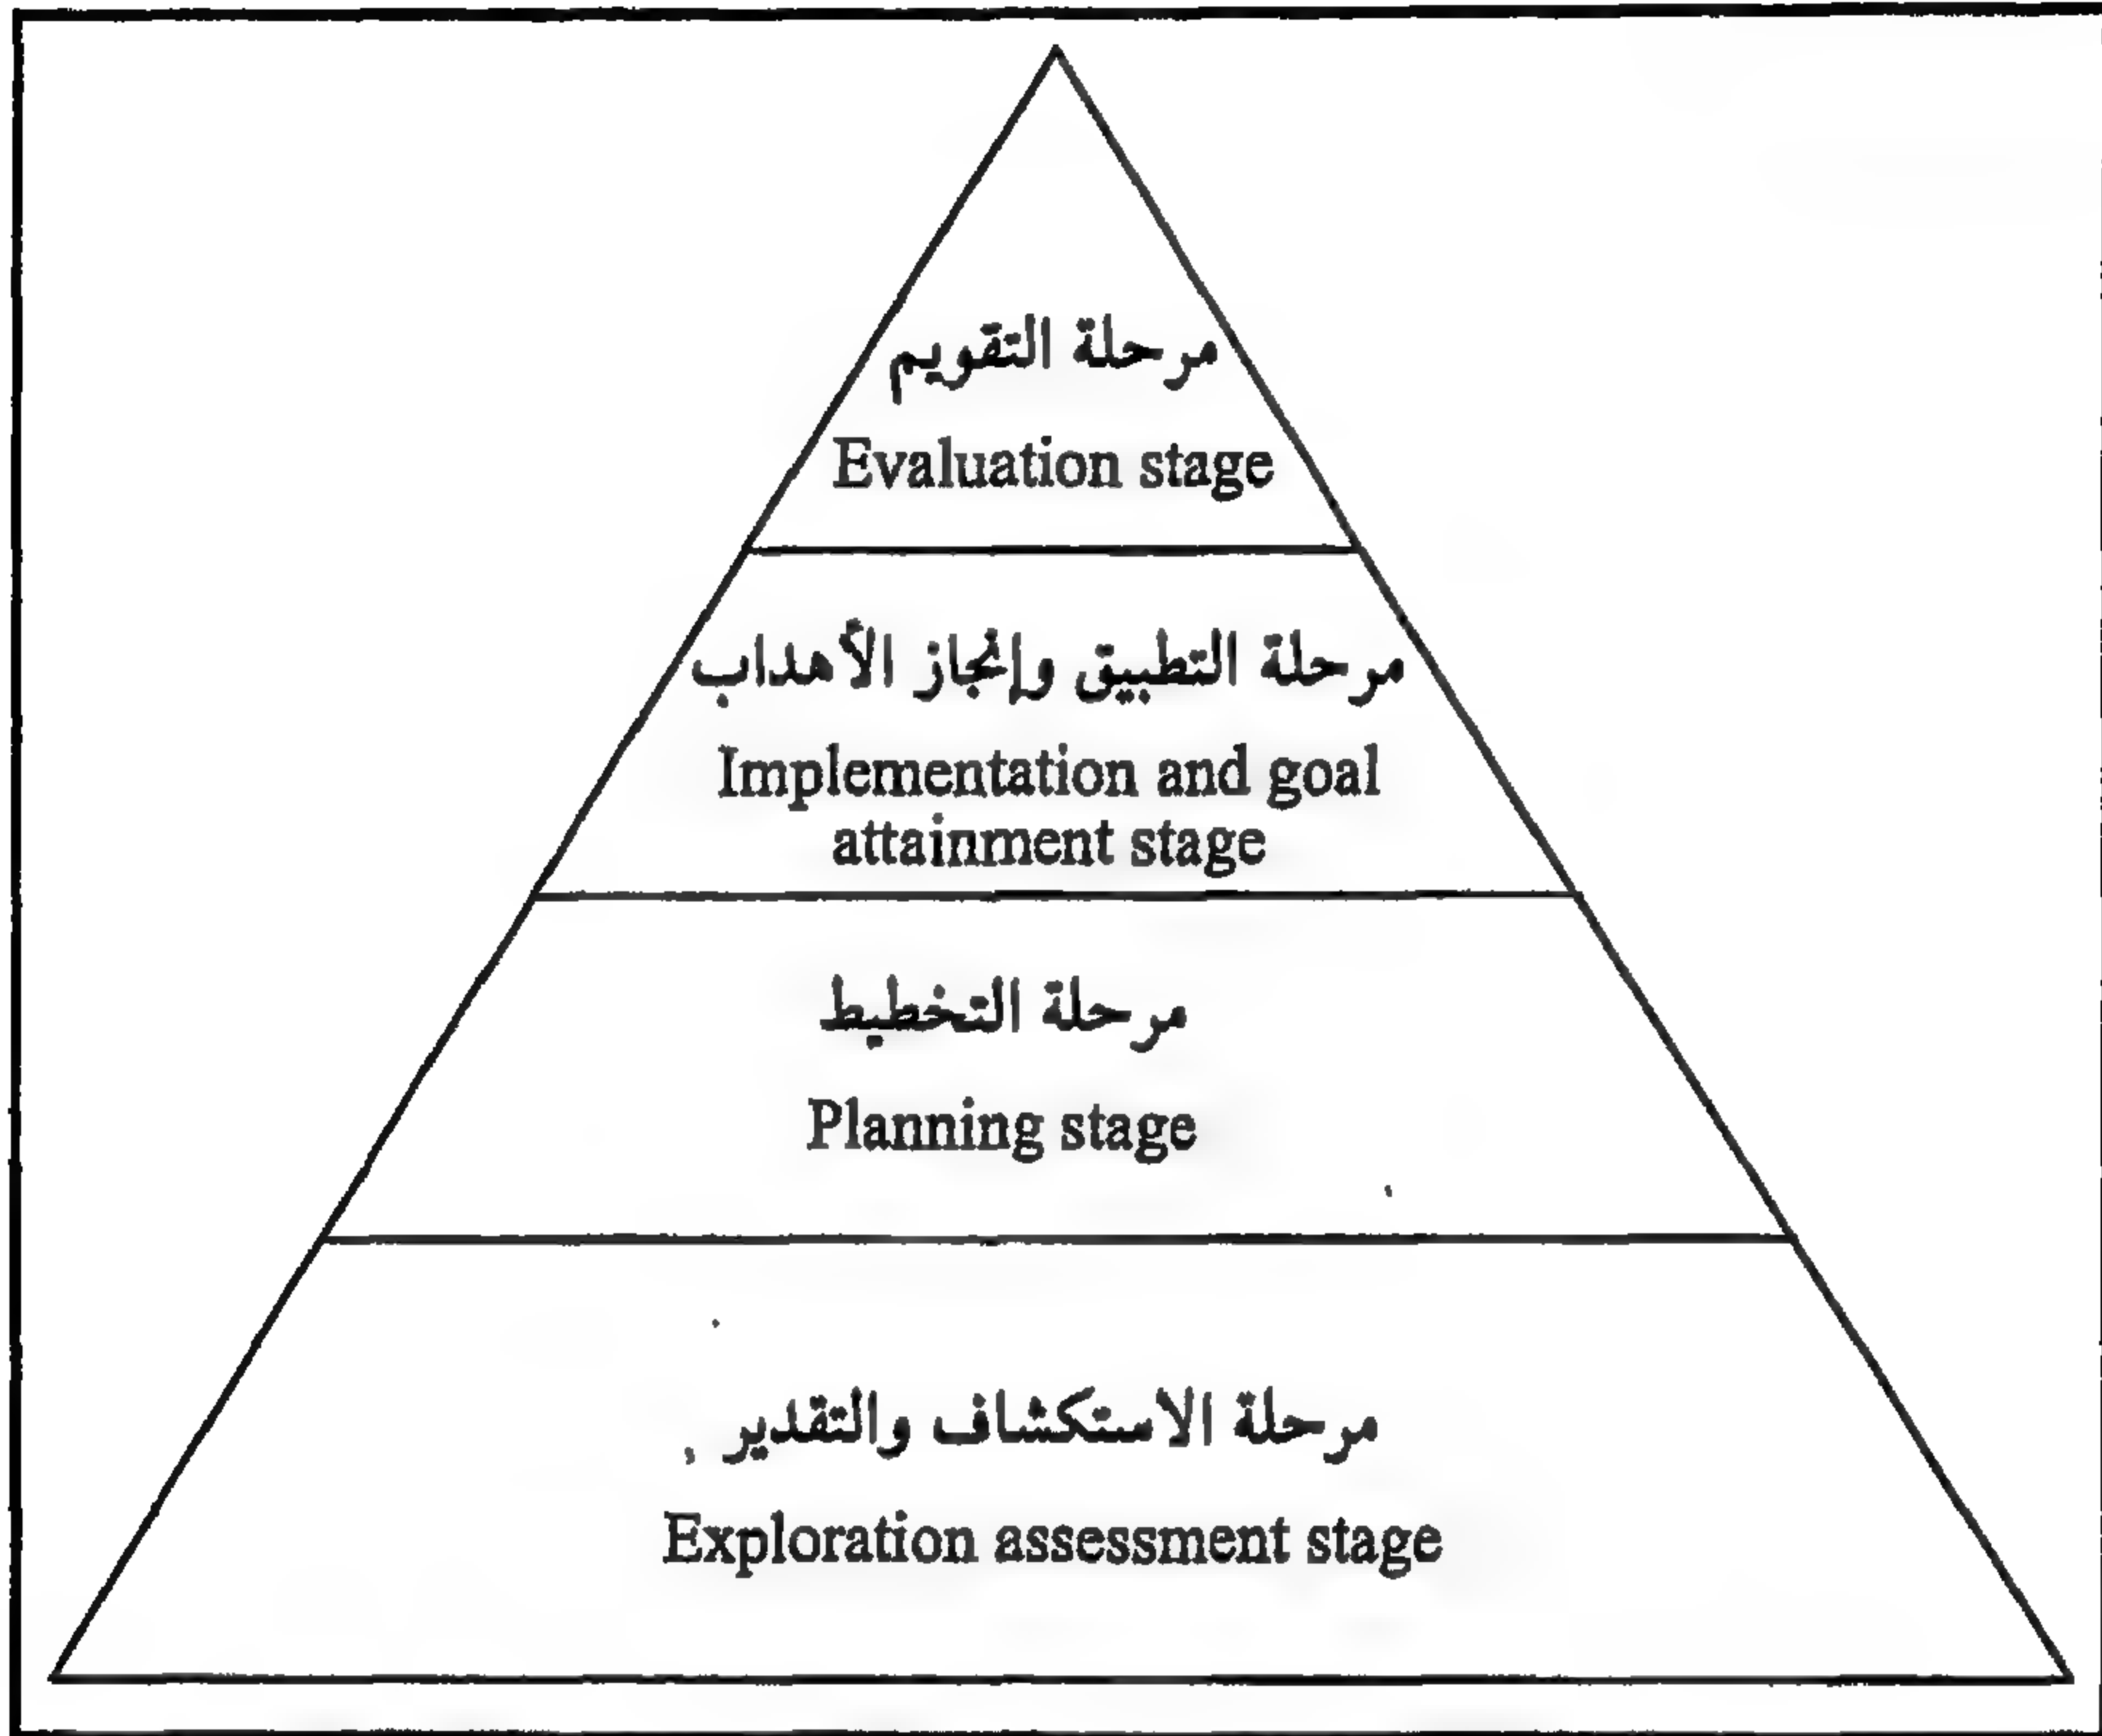 مرحلة التقويم
Evaluation stage
مرحلة التطبيق وإنجاز الأهداب
Implementation and goal
attainment stage
مرحلة التخطيط
Planning stage
مرحلة الاستكشاف والتقدير
Exploration assessment stage